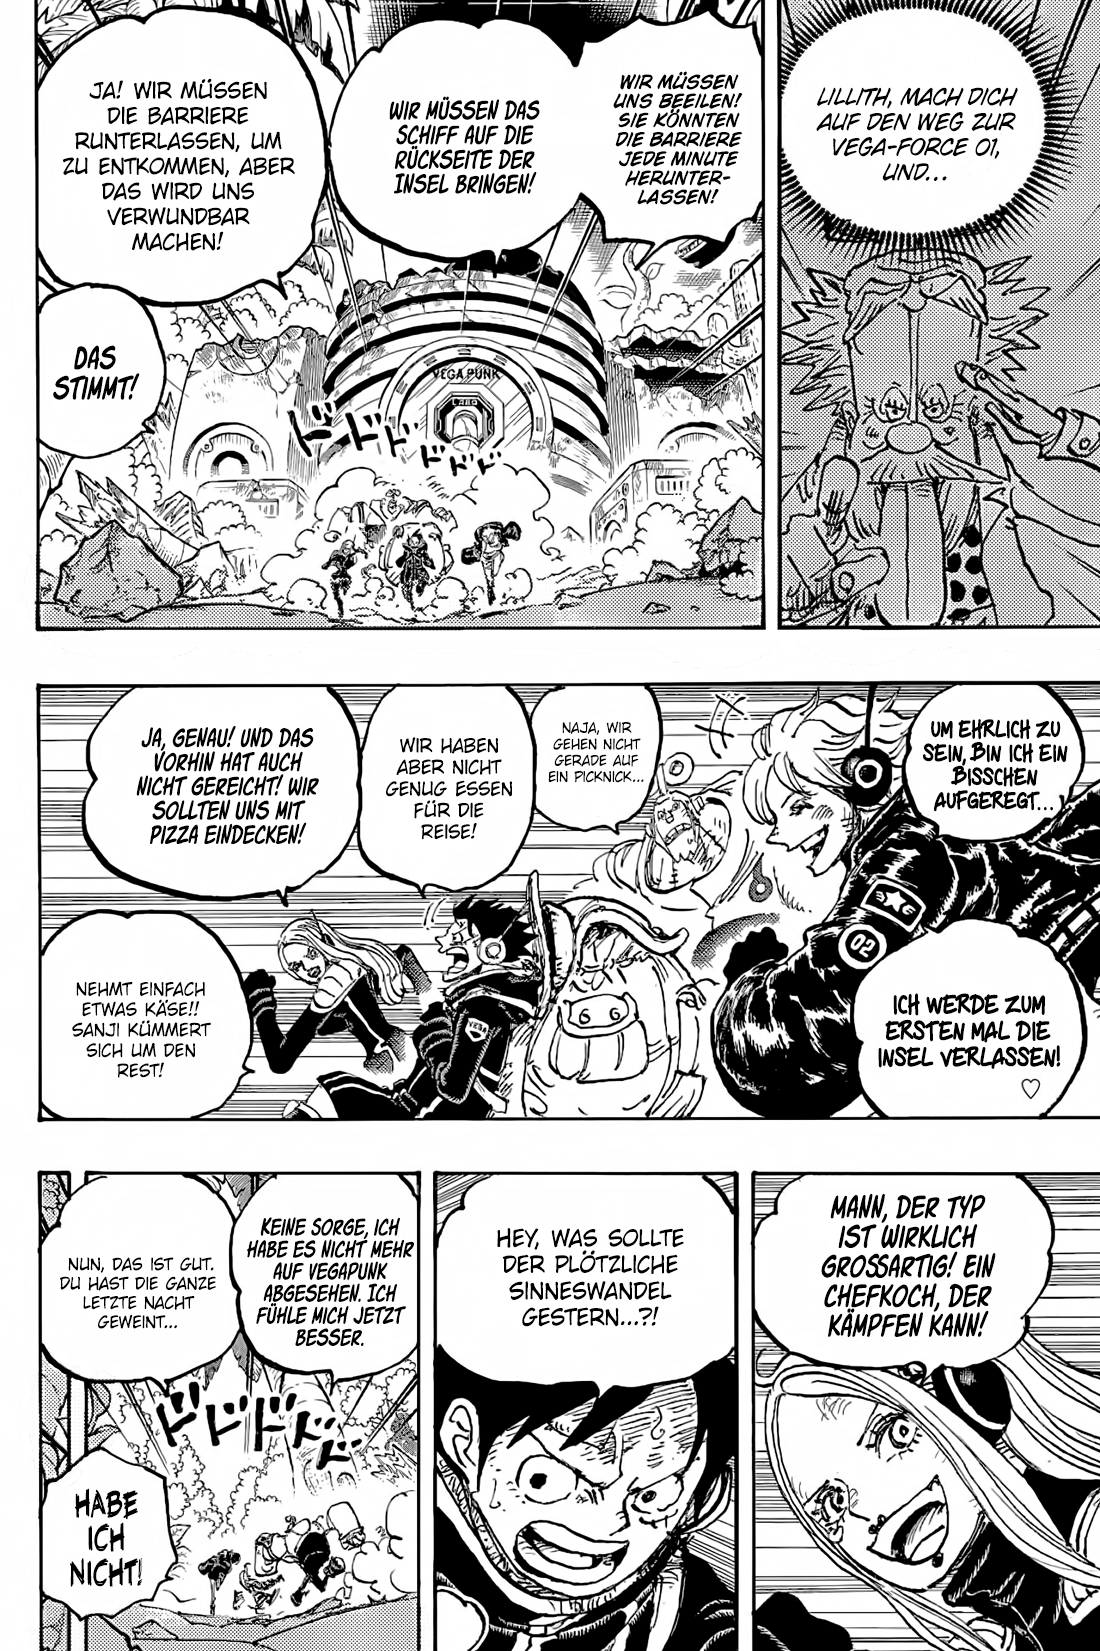 LILLITH, MACH DICH
AUF DEN WEG ZUR
VEGA-FORCE 01,
UND...
WIR MÜSSEN
UNS BEEILEN!
SIE KÖNNTEN
DIE BARRIERE
JEDE MINUTE
HERUNTER-
LASSEN!
WIR MÜSSEN DAS
SCHIFF AUF DIE
RÜCKSEITE DER
INSEL BRINGEN!
JA! WIR MÜSSEN
DIE BARRIERE
RUNTERLASSEN, UM
ZU ENTKOMMEN, ABER
DAS WIRD UNS
VERWUNDBAR
MACHEN!
DAS
STIMMT!
VEGAPUNK
LABO
ドドドド
ドドドド
UM EHRLICH ZU
SEIN, BIN ICH EIN
BISSCHEN
AUFGEREGT...
NAJA, WIR
GEHEN NICHT
GERADE AUF
EIN PICKNICK...
WIR HABEN
ABER NICHT
GENUG ESSEN
FÜR DIE
REISE!
JA, GENAU! UND DAS
VORHIN HAT AUCH
NICHT GEREICHT! WIR
SOLLTEN UNS MIT
PIZZA EINDECKEN!
02
ICH WERDE ZUM
ERSTEN MAL DIE
INSEL VERLASSEN!
♡
66
VEGA
NEHMT EINFACH
ETWAS KÄSE!!
SANJI KÜMMERT
SICH UM DEN
REST!
MANN, DER TYP
IST WIRKLICH
GROSSARTIG! EIN
CHEFKOCH, DER
KÄMPFEN KANN!
HEY, WAS SOLLTE
DER PLÖTZLICHE
SINNESWANDEL
GESTERN...?!
KEINE SORGE, ICH
HABE ES NICHT MEHR
AUF VEGAPUNK
ABGESEHEN. ICH
FÜHLE MICH JETZT
BESSER.
NUN, DAS IST GUT.
DU HAST DIE GANZE
LETZTE NACHT
GEWEINT...
ドドドドド
HABE
ICH
NICHT!